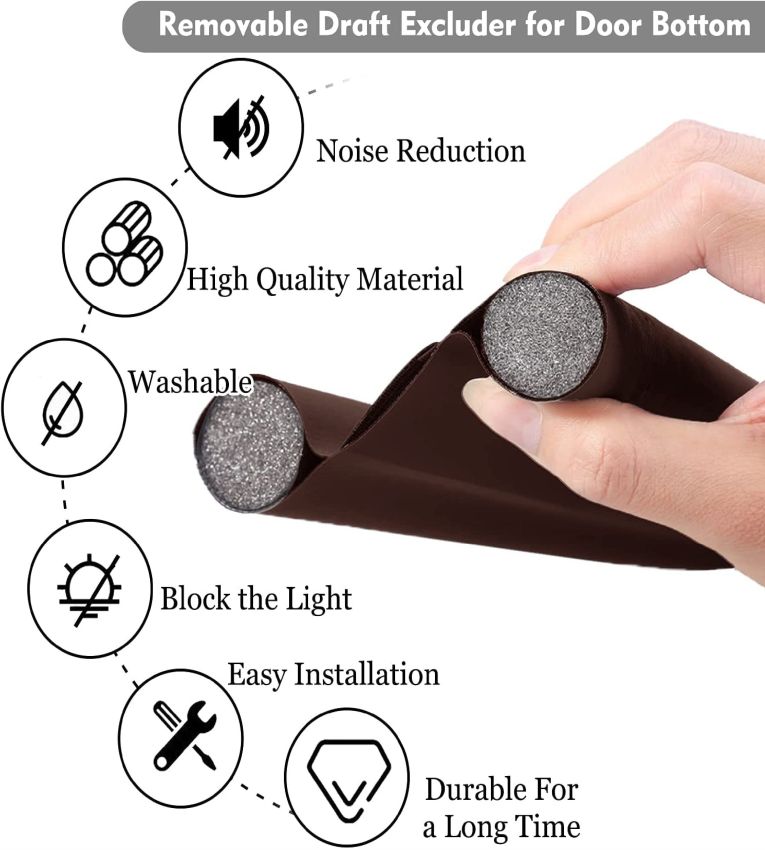 Removable Draft Excluder for Door Bottom
Noise Reduction
High Quality Material
Washable
Block the Light
Easy Installation
Durable For
a Long Time